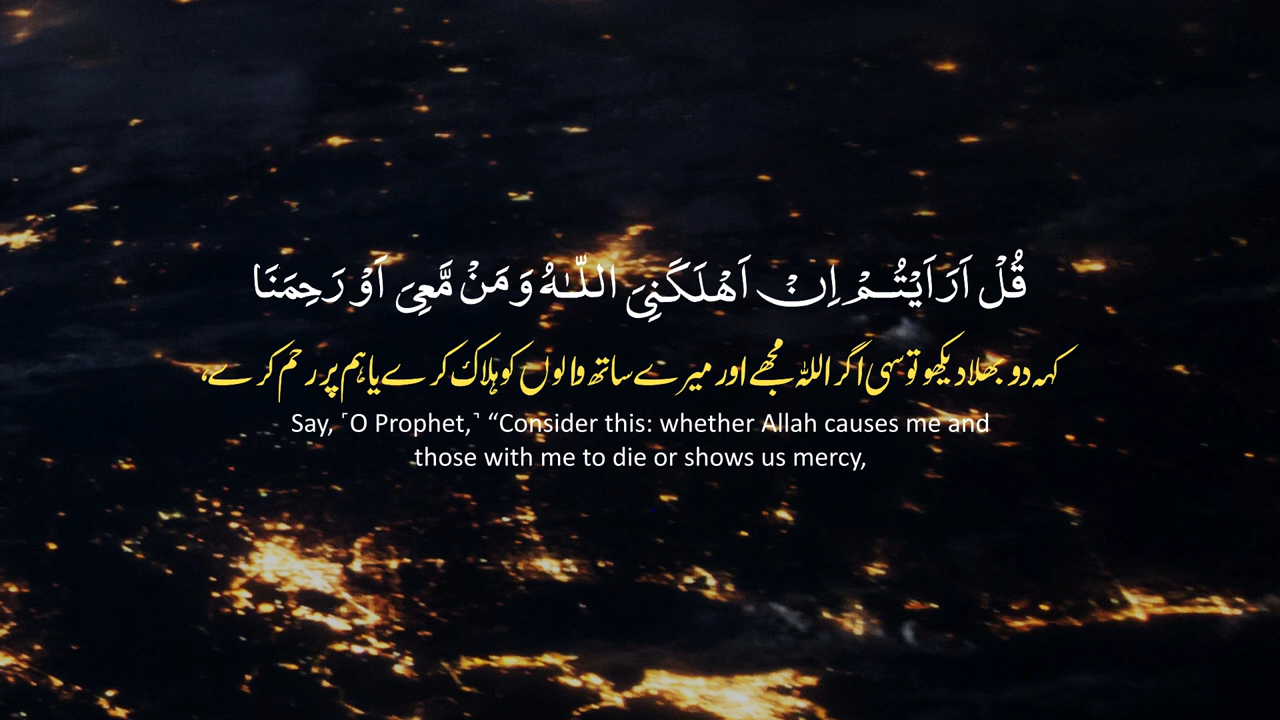 قُلْ اَرَاَيْتُمْ اِنْ اَهْلَكَنِيَ اللّٰهُ وَمَنْ مَّعِيَ اَوْ رَحِمَنَا
کہہ دو بھلا دیکھو تو سہی اگر اللہ مجھے اور میرے ساتھ والوں کو ہلاک کرے یا ہم پر رحم کرے،
Say, ˹O Prophet,˺ “Consider this: whether Allah causes me and
those with me to die or shows us mercy,